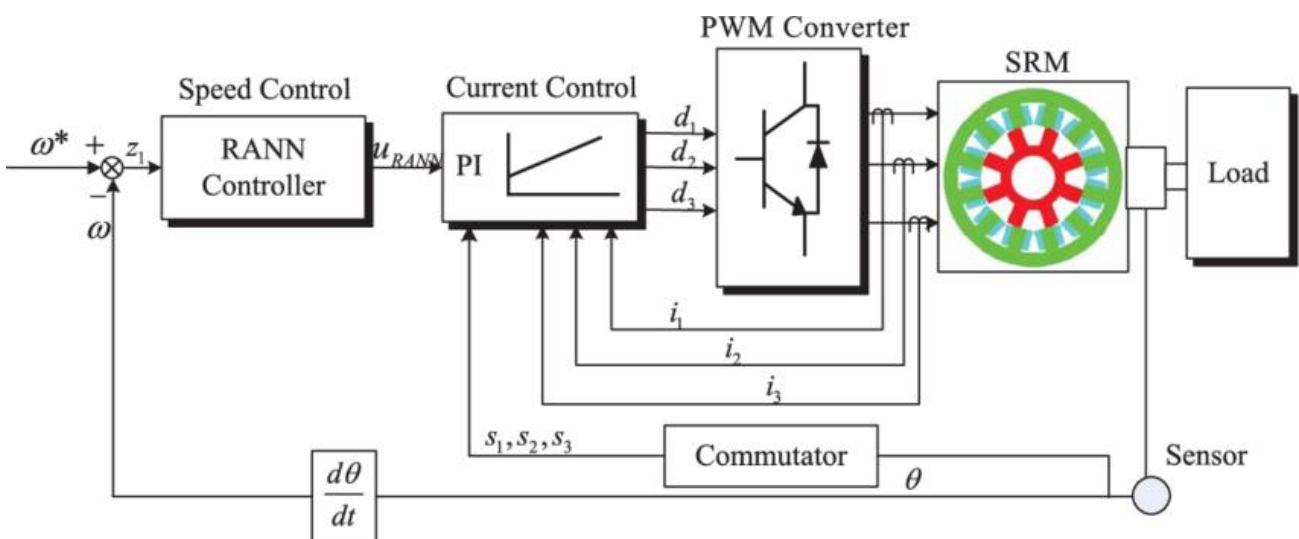 PWM Converter
SRM
Speed Control
Current Control
ω* + z₁
RANN
Controller
u_RANN
PI
d₁
d₂
d₃
Load
−
ω
i₁
i₂
i₃
s₁, s₂, s₃
Commutator
Sensor
θ
dθ
dt